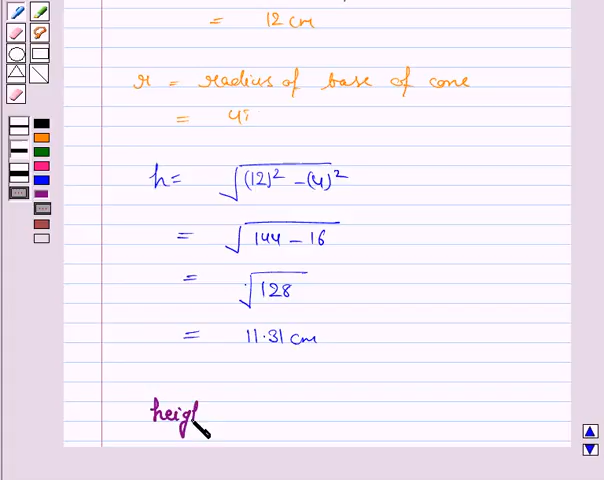 = 12 cm
r = radius of base of cone
= 4
h = √(12)² - (4)²
= √144 - 16
= √128
= 11.31 cm
heigh